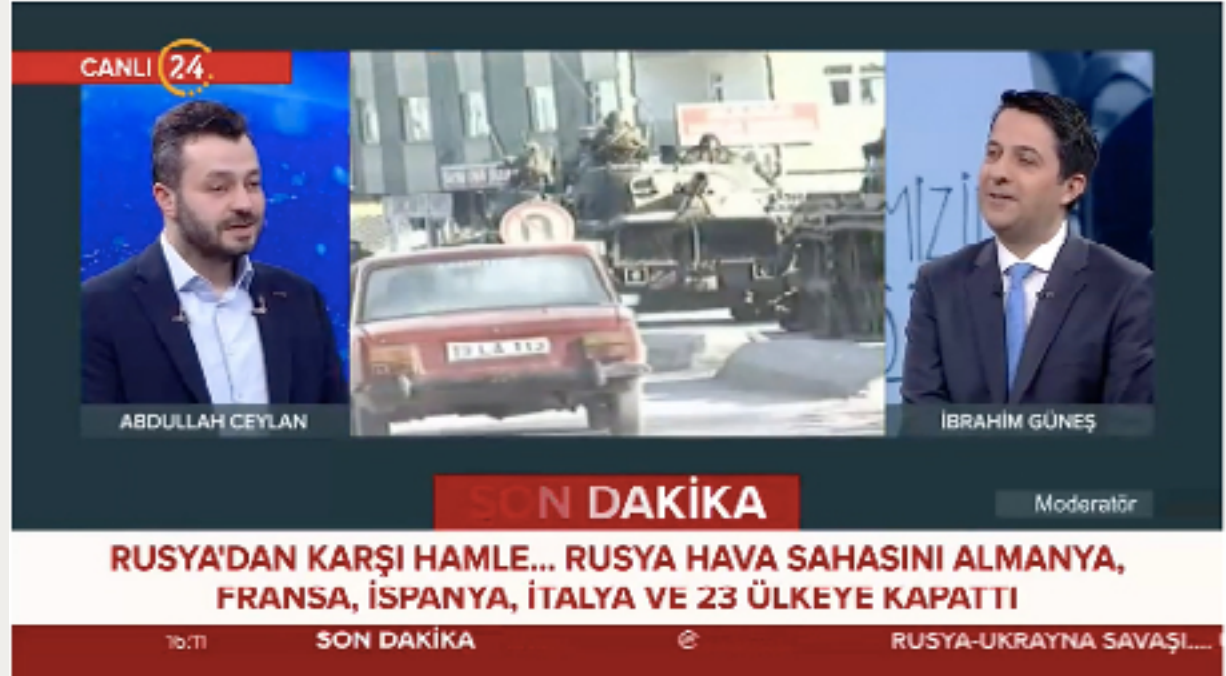 CANLI 24
ABDULLAH CEYLAN
İBRAHİM GÜNEŞ
SON DAKİKA
Moderatör
RUSYA'DAN KARŞI HAMLE... RUSYA HAVA SAHASINI ALMANYA,
FRANSA, İSPANYA, İTALYA VE 23 ÜLKEYE KAPATTI
16:11 SON DAKİKA RUSYA-UKRAYNA SAVAŞI....